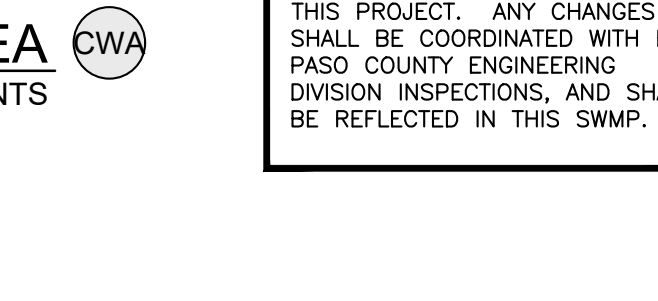 EA
NTS
CWA
THIS PROJECT. ANY CHANGES
SHALL BE COORDINATED WITH
PASO COUNTY ENGINEERING
DIVISION INSPECTIONS, AND
BE REFLECTED IN THIS SWMP.